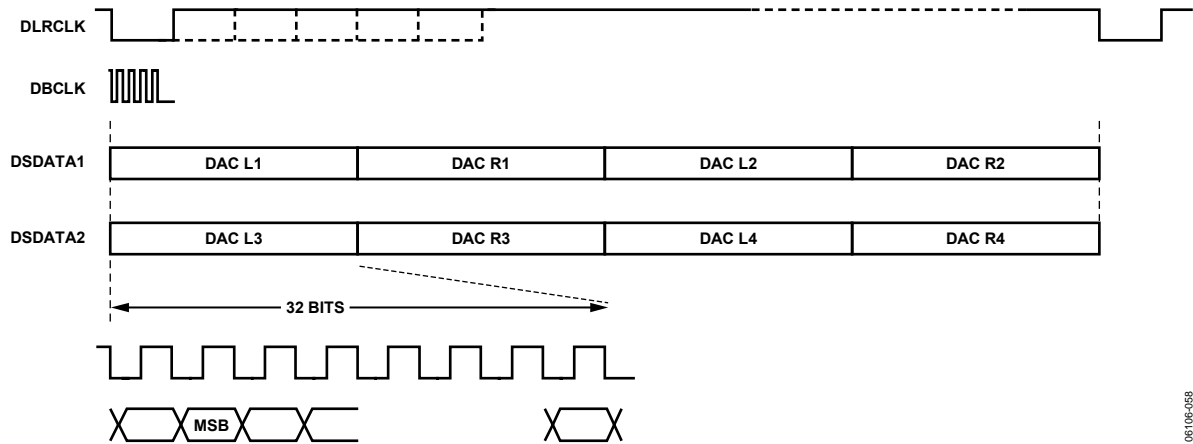 DLRCLK
DBCLK
DSDATA1
DAC L1
DAC R1
DAC L2
DAC R2
DSDATA2
DAC L3
DAC R3
DAC L4
DAC R4
32 BITS
MSB
06106-058